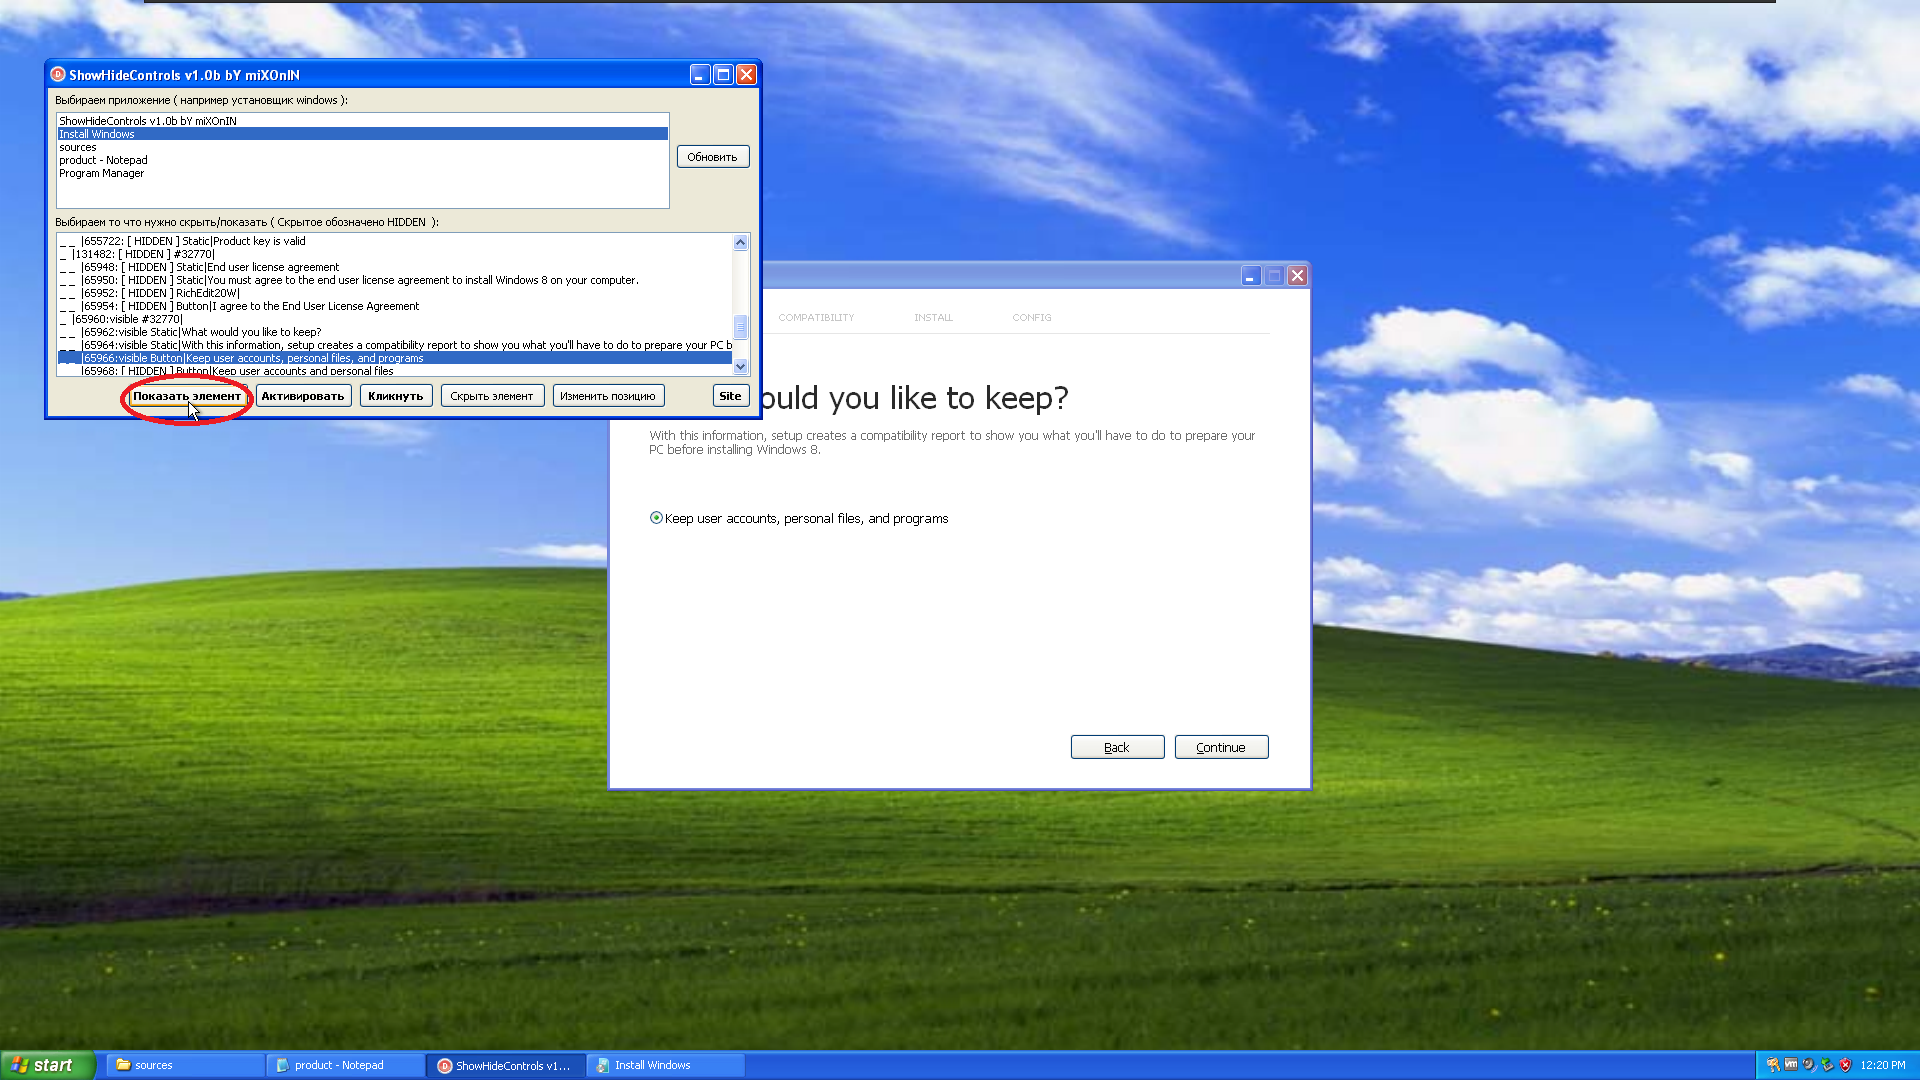 ShowHideControls v1.0b bY miXOnIN
Выбираем приложение ( например установщик windows ):
ShowHideControls v1.0b bY miXOnIN
Install Windows
sources
product - Notepad
Program Manager
Обновить
Выбираем то что нужно скрыть/показать ( Скрытое обозначено HIDDEN ):
_ _ |655722: [ HIDDEN ] Static|Product key is valid
_ |131482: [ HIDDEN ] #32770|
_ _ |65948: [ HIDDEN ] Static|End user license agreement
_ _ |65950: [ HIDDEN ] Static|You must agree to the end user license agreement to install Windows 8 on your computer.
_ _ |65952: [ HIDDEN ] RichEdit20W|
_ _ |65954: [ HIDDEN ] Button|I agree to the End User License Agreement
_ |65960:visible #32770|
_ _ |65962:visible Static|What would you like to keep?
_ _ |65964:visible Static|With this information, setup creates a compatibility report to show you what you'll have to do to prepare your PC b
_ _ |65966:visible Button|Keep user accounts, personal files, and programs
_ _ |65968: [ HIDDEN ] Button|Keep user accounts and personal files
Показать элемент Активировать Кликнуть Скрыть элемент Изменить позицию Site
COMPATIBILITY INSTALL CONFIG
ould you like to keep?
With this information, setup creates a compatibility report to show you what you'll have to do to prepare your
PC before installing Windows 8.
Keep user accounts, personal files, and programs
Back Continue
start sources product - Notepad ShowHideControls v1... Install Windows 12:20 PM